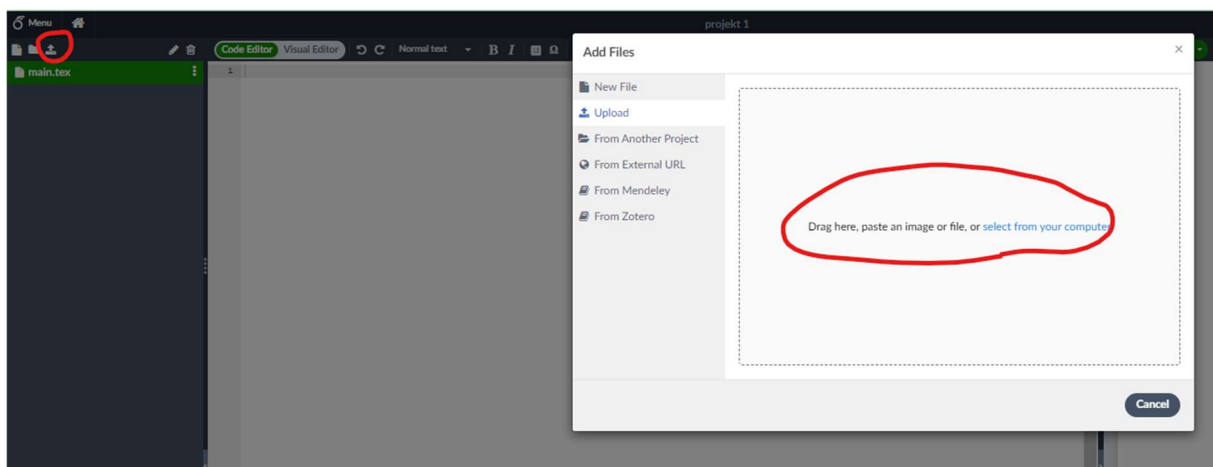 Menu
projekt 1
Code Editor Visual Editor Normal text B I Ω
main.tex
1
Add Files
×
New File
Upload
From Another Project
From External URL
From Mendeley
From Zotero
Drag here, paste an image or file, or select from your computer
Cancel